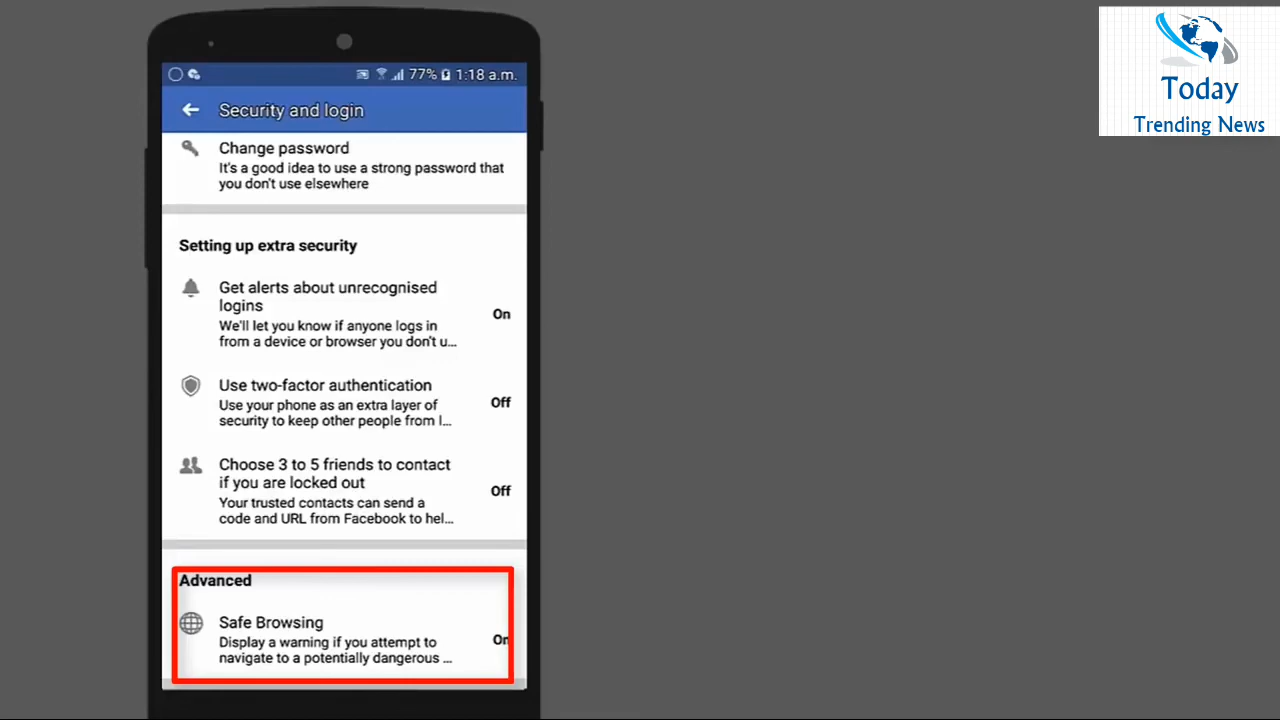 77% 1:18 a.m.
Security and login
Change password
It's a good idea to use a strong password that
you don't use elsewhere
Setting up extra security
Get alerts about unrecognised
logins
On
We'll let you know if anyone logs in
from a device or browser you don't u...
Use two-factor authentication
Off
Use your phone as an extra layer of
security to keep other people from l...
Choose 3 to 5 friends to contact
if you are locked out
Off
Your trusted contacts can send a
code and URL from Facebook to hel...
Advanced
Safe Browsing
Display a warning if you attempt to
On
navigate to a potentially dangerous ...
Today
Trending News